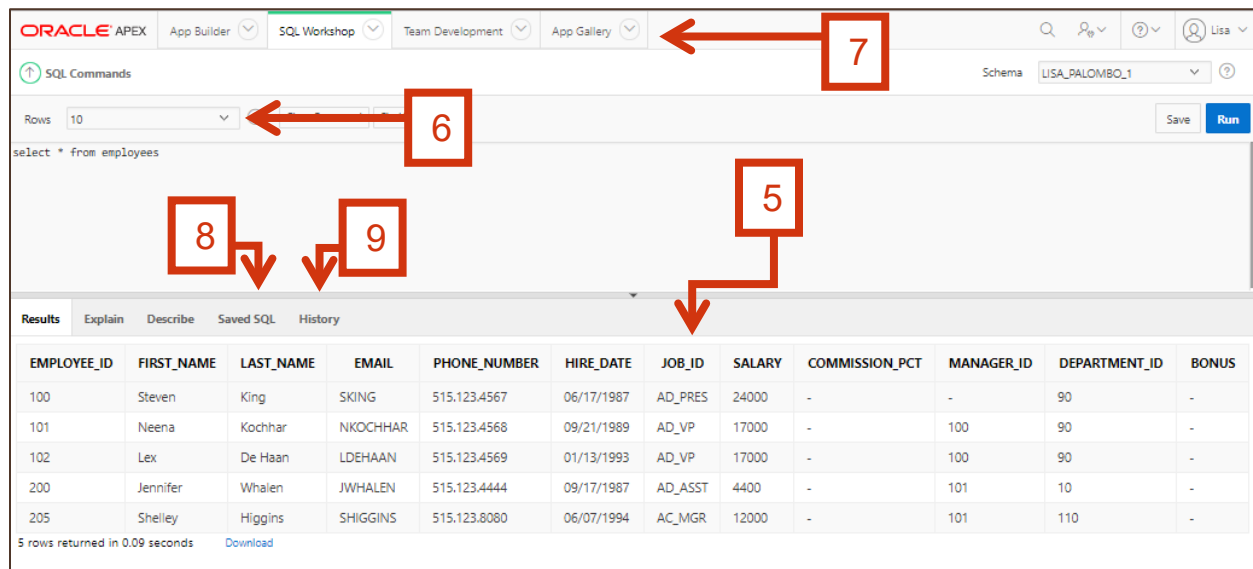 ORACLE APEX App Builder SQL Workshop Team Development App Gallery Lisa
7
SQL Commands Schema LISA_PALOMBO_1
Rows 10 Save Run
6
select * from employees
5
8 9
Results Explain Describe Saved SQL History
EMPLOYEE_ID FIRST_NAME LAST_NAME EMAIL PHONE_NUMBER HIRE_DATE JOB_ID SALARY COMMISSION_PCT MANAGER_ID DEPARTMENT_ID BONUS
100 Steven King SKING 515.123.4567 06/17/1987 AD_PRES 24000 - - 90 -
101 Neena Kochhar NKOCHHAR 515.123.4568 09/21/1989 AD_VP 17000 - 100 90 -
102 Lex De Haan LDEHAAN 515.123.4569 01/13/1993 AD_VP 17000 - 100 90 -
200 Jennifer Whalen JWHALEN 515.123.4444 09/17/1987 AD_ASST 4400 - 101 10 -
205 Shelley Higgins SHIGGINS 515.123.8080 06/07/1994 AC_MGR 12000 - 101 110 -
5 rows returned in 0.09 seconds Download